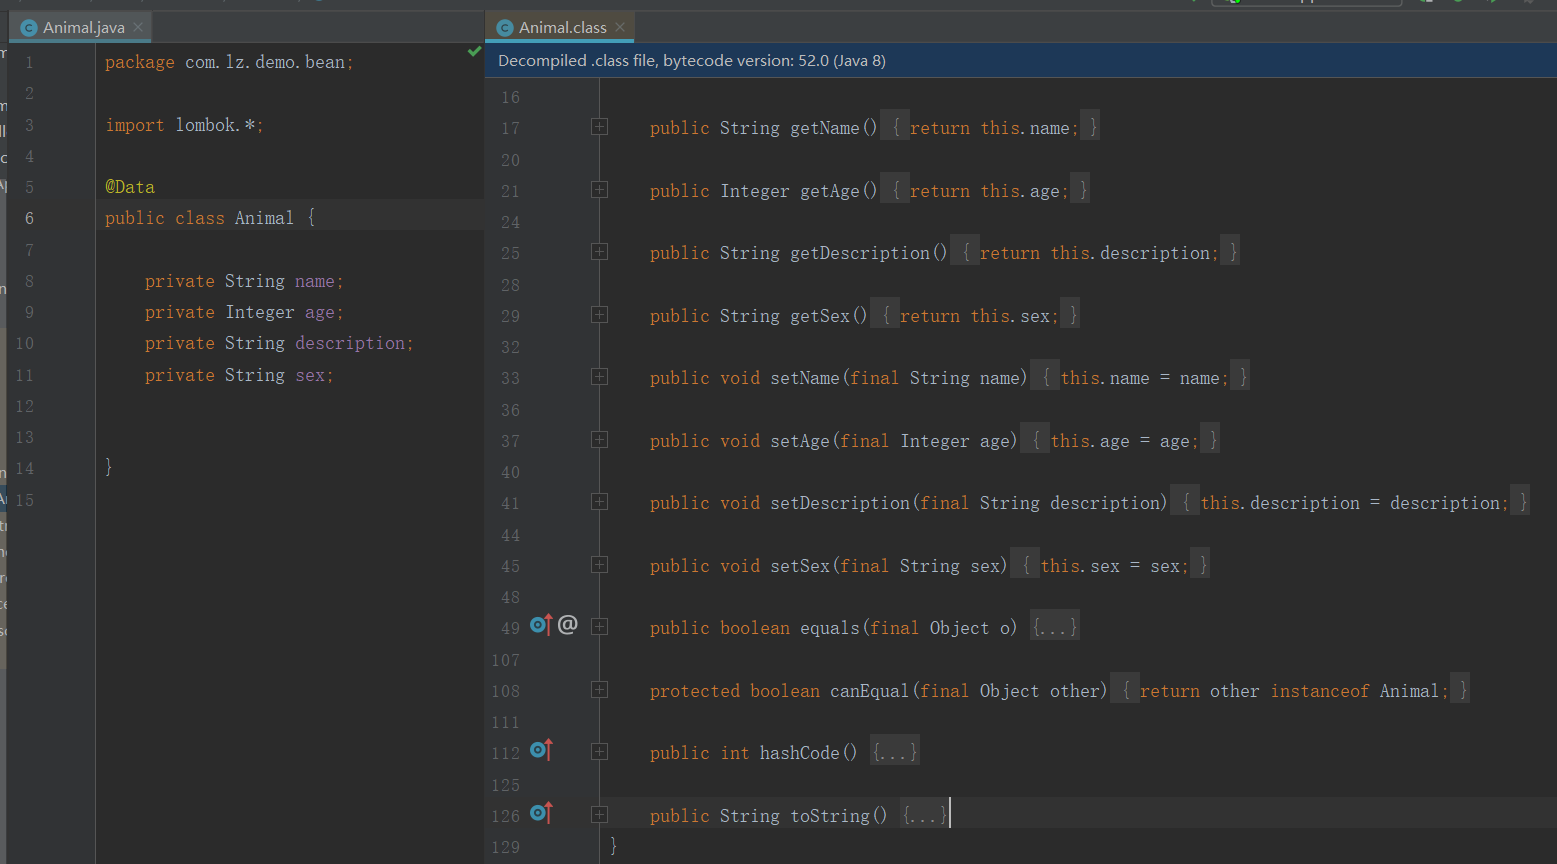 Animal.java
1 package com.lz.demo.bean;
2
3 import lombok.*;
4
5 @Data
6 public class Animal {
7
8 private String name;
9 private Integer age;
10 private String description;
11 private String sex;
12
13
14 }
15
Animal.class
Decompiled .class file, bytecode version: 52.0 (Java 8)
16
17 public String getName() { return this.name; }
20
21 public Integer getAge() { return this.age; }
24
25 public String getDescription() { return this.description; }
28
29 public String getSex() { return this.sex; }
32
33 public void setName(final String name) { this.name = name; }
36
37 public void setAge(final Integer age) { this.age = age; }
40
41 public void setDescription(final String description) { this.description = description; }
44
45 public void setSex(final String sex) { this.sex = sex; }
48
49 @ public boolean equals(final Object o) {...}
107
108 protected boolean canEqual(final Object other) { return other instanceof Animal; }
111
112 public int hashCode() {...}
125
126 public String toString() {...}
129 }